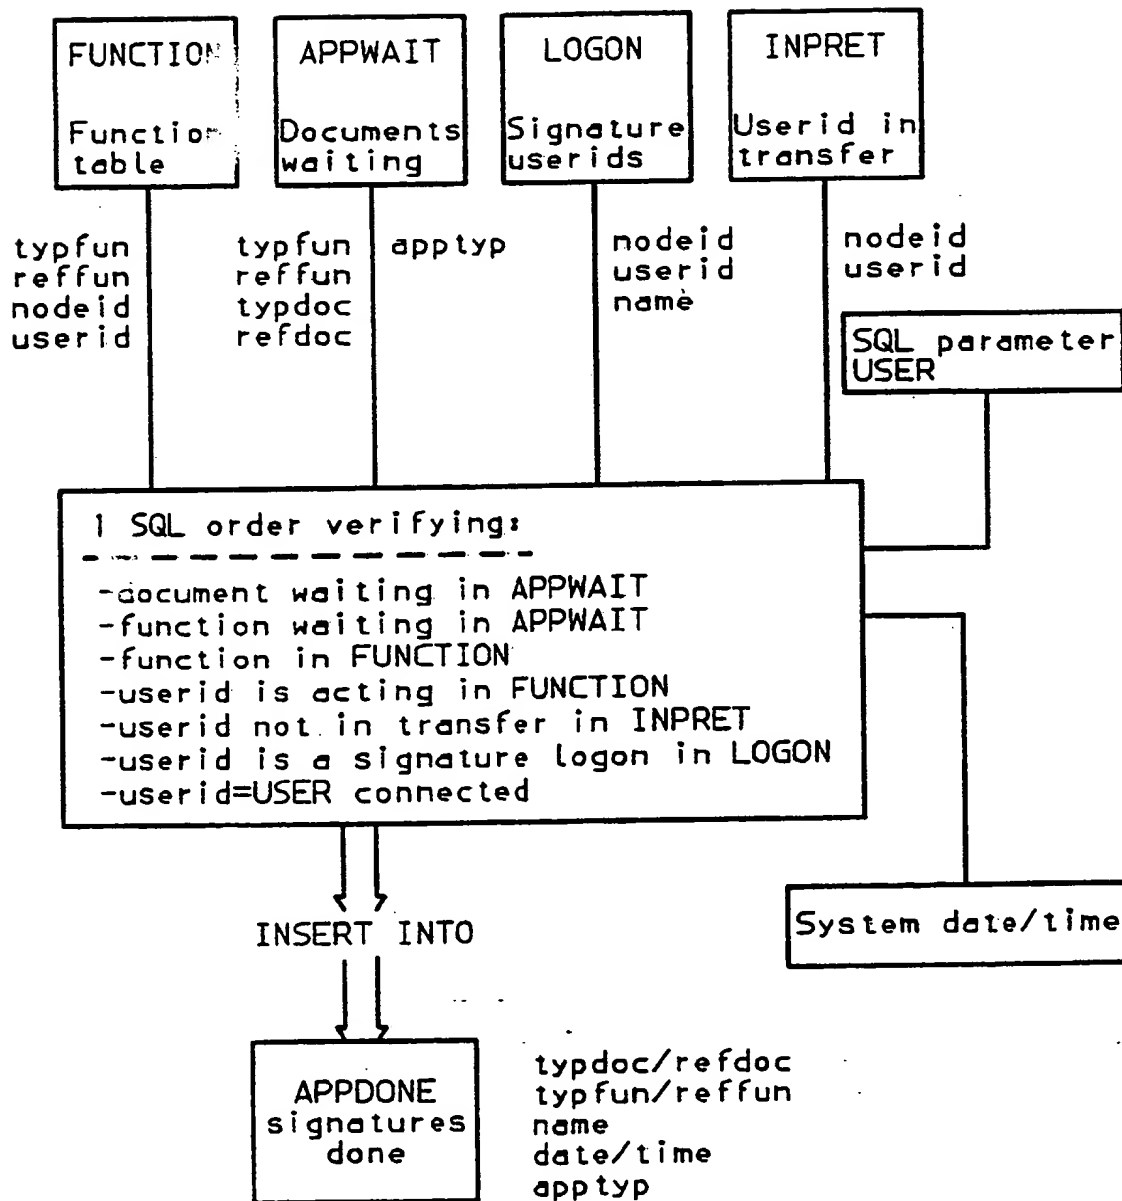 FUNCTION
Function
table
APPWAIT
Documents
waiting
LOGON
Signature
userids
INPRET
Userid in
transfer
typfun
reffun
nodeid
userid
typfun
reffun
typdoc
refdoc
apptyp
nodeid
userid
name
nodeid
userid
SQL parameter
USER
1 SQL order verifying:
-document waiting in APPWAIT
-function waiting in APPWAIT
-function in FUNCTION
-userid is acting in FUNCTION
-userid not in transfer in INPRET
-userid is a signature logon in LOGON
-userid=USER connected
System date/time
INSERT INTO
APPDONE
signatures
done
typdoc/refdoc
typfun/reffun
name
date/time
apptyp